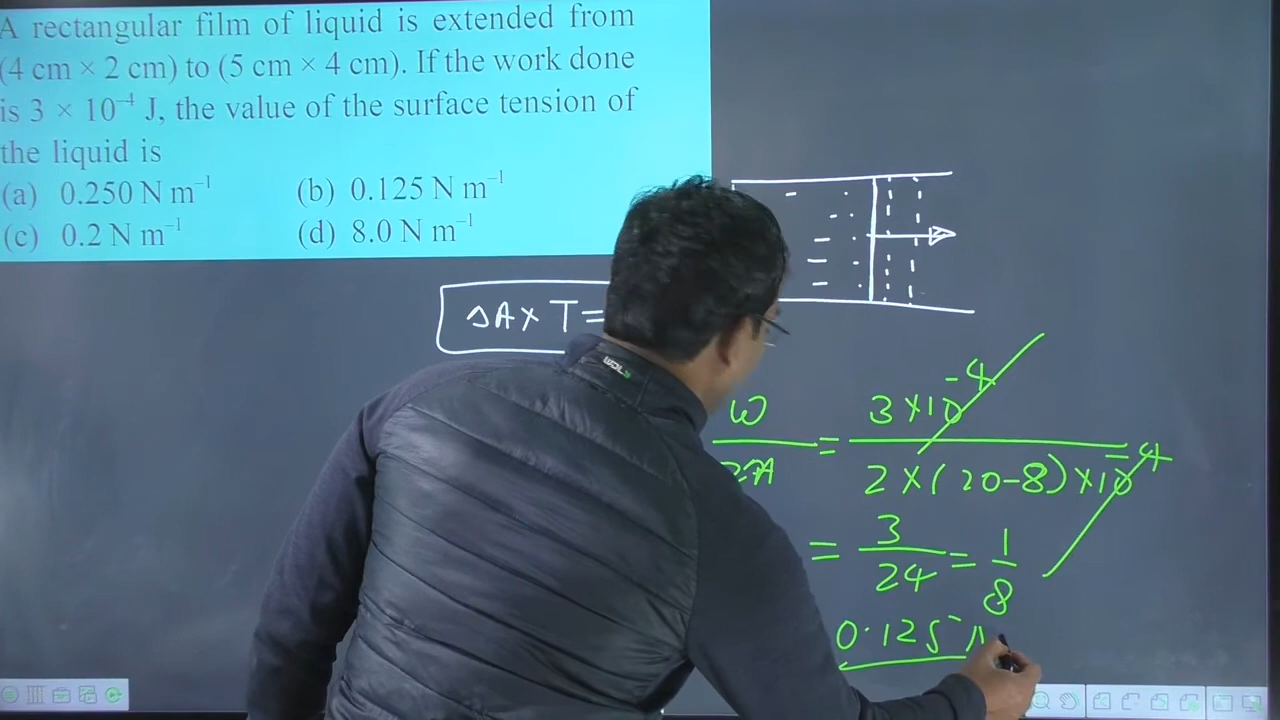 A rectangular film of liquid is extended from
(4 cm × 2 cm) to (5 cm × 4 cm). If the work done
is 3 × 10⁻⁴ J, the value of the surface tension of
the liquid is
(a) 0.250 N m⁻¹ (b) 0.125 N m⁻¹
(c) 0.2 N m⁻¹ (d) 8.0 N m⁻¹
ΔA × T =
W = 3 × 10⁻⁴
2 × (20 - 8) × 10⁻⁴
= 3/24 = 1/8
0.125